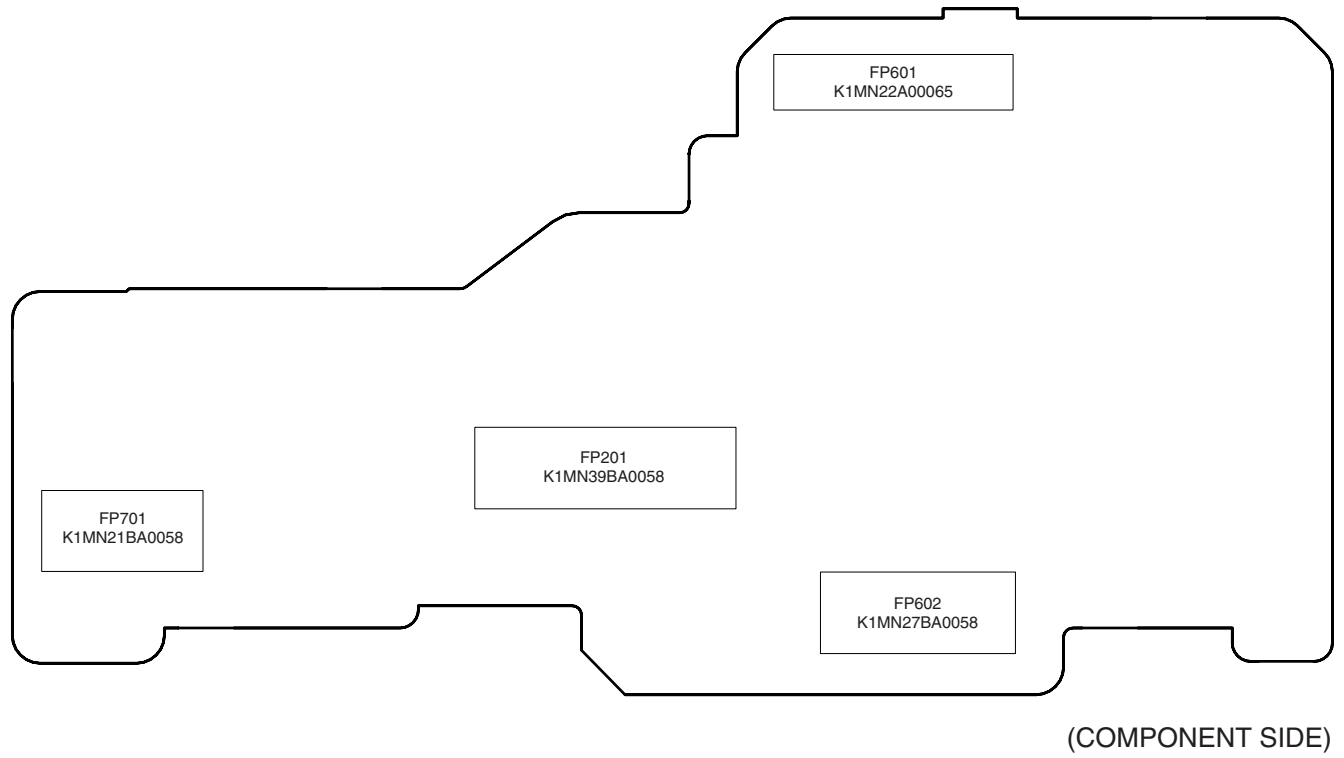 FP601
K1MN22A00065
FP201
K1MN39BA0058
FP701
K1MN21BA0058
FP602
K1MN27BA0058
(COMPONENT SIDE)